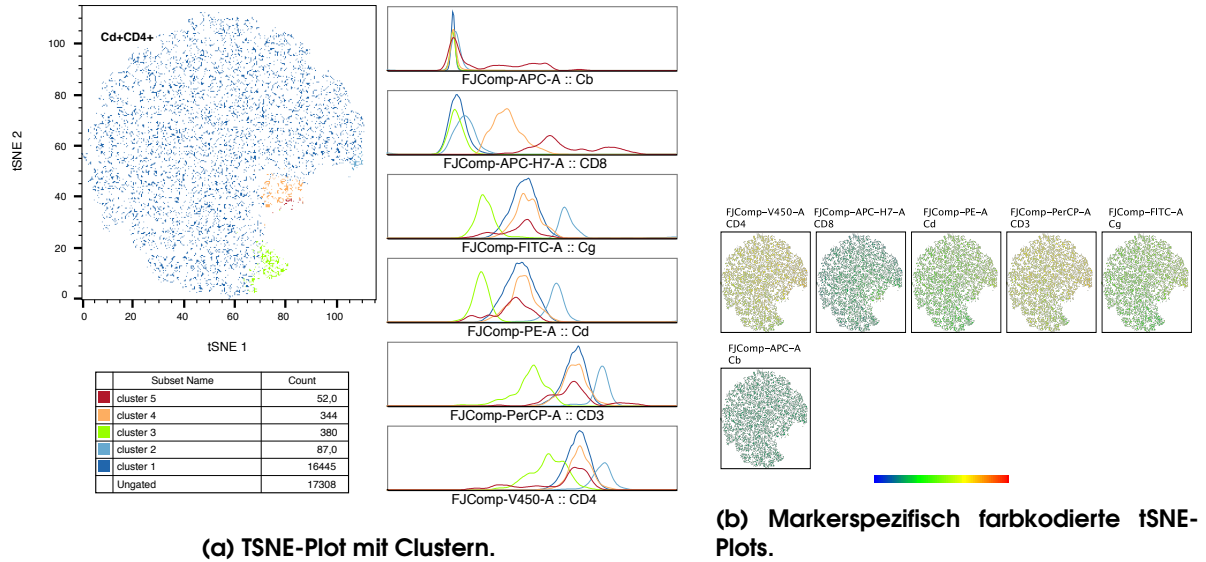 Cd+CD4+
100
80
60
40
20
0
tSNE 2
0 20 40 60 80 100
tSNE 1
Subset Name Count
cluster 5 52,0
cluster 4 344
cluster 3 380
cluster 2 87,0
cluster 1 16445
Ungated 17308
FJComp-APC-A :: Cb
FJComp-APC-H7-A :: CD8
FJComp-FITC-A :: Cg
FJComp-PE-A :: Cd
FJComp-PerCP-A :: CD3
FJComp-V450-A :: CD4
(a) TSNE-Plot mit Clustern.
FJComp-V450-A
CD4
FJComp-APC-H7-A
CD8
FJComp-PE-A
Cd
FJComp-PerCP-A
CD3
FJComp-FITC-A
Cg
FJComp-APC-A
Cb
(b) Markerspezifisch farbkodierte tSNE-
Plots.